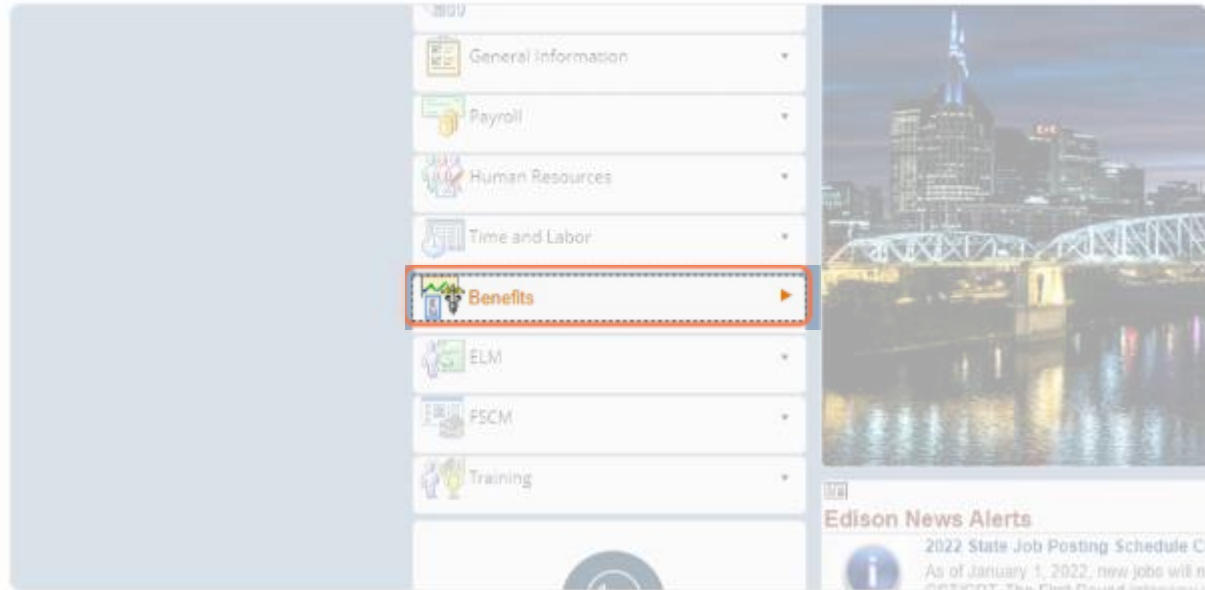 General Information
Payroll
Human Resources
Time and Labor
Benefits
ELM
FSCM
Training
Edison News Alerts
2022 State Job Posting Schedule C
As of January 1, 2022, new jobs will n